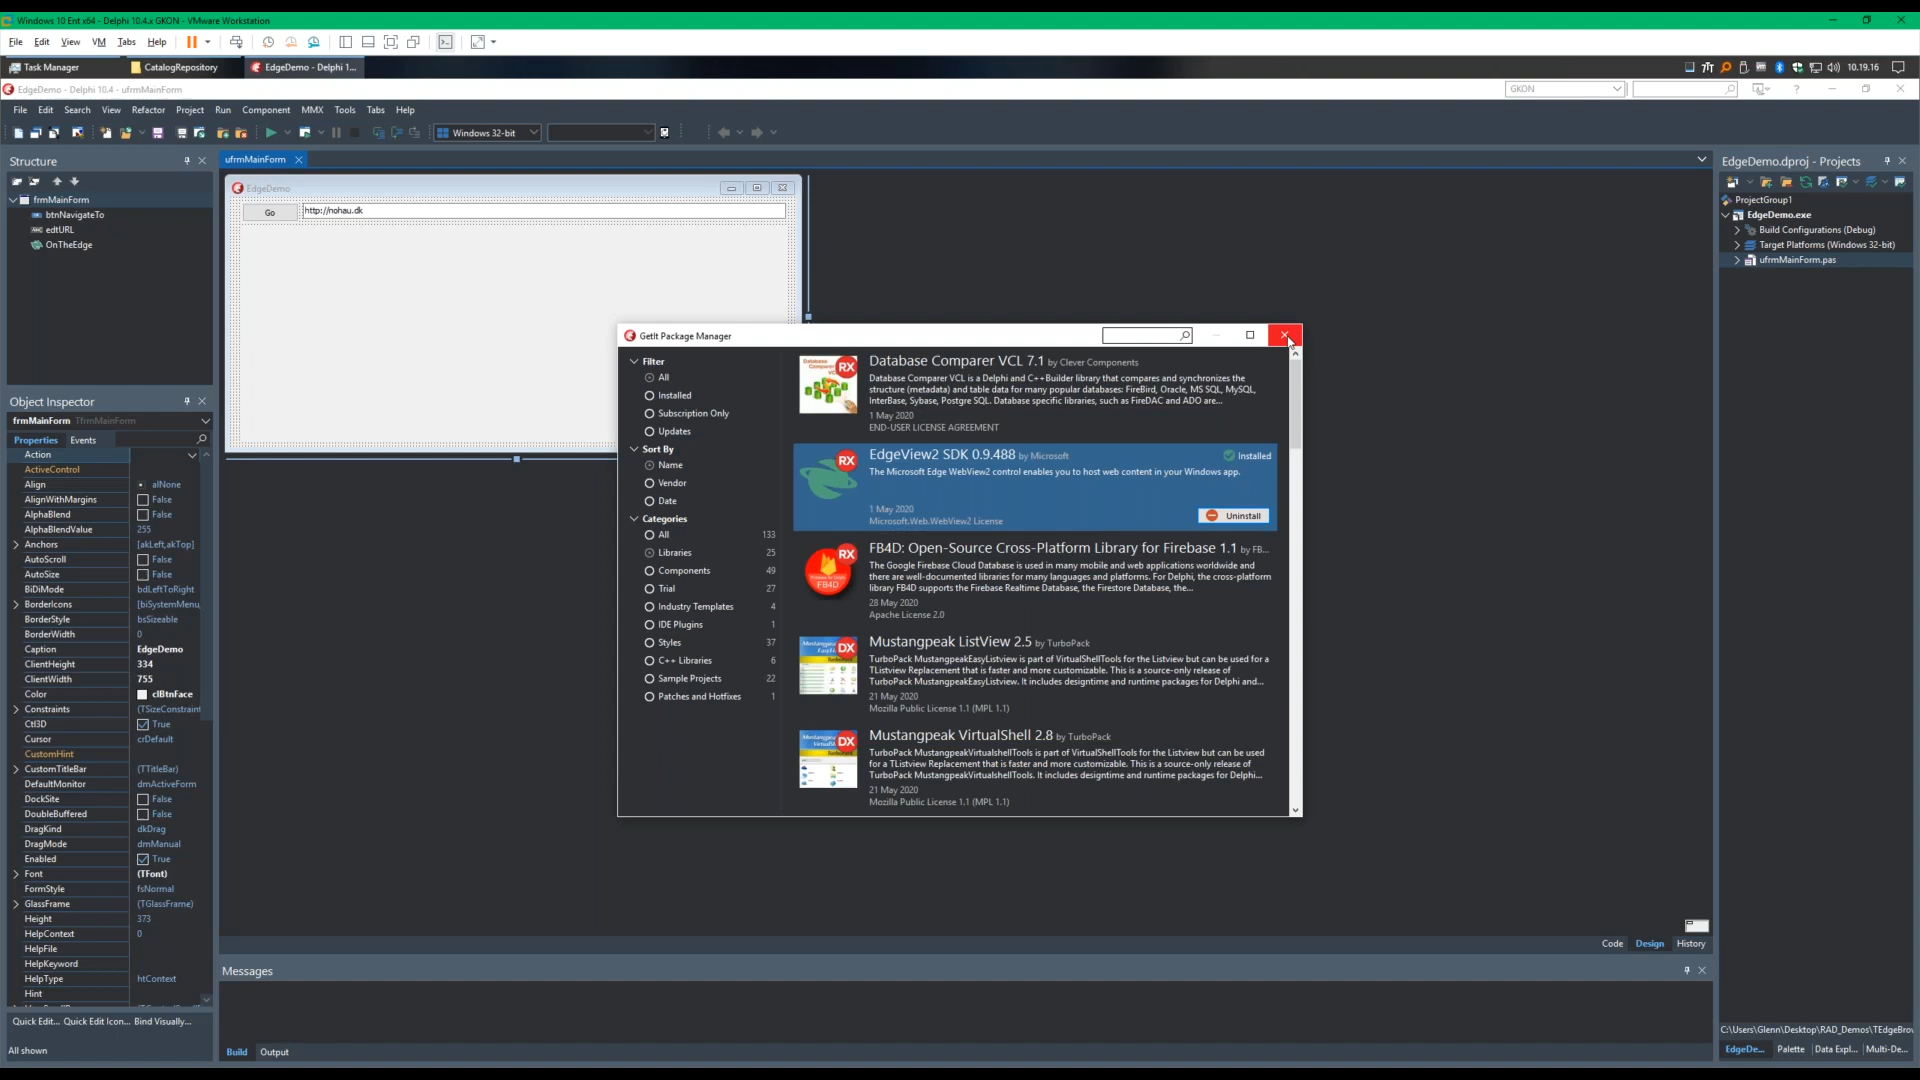 Windows 10 Ent x64 - Delphi 10.4.x GKON - VMware Workstation
File Edit View VM Tabs Help
Task Manager CatalogRepository EdgeDemo - Delphi 1... 10.19.16
EdgeDemo - Delphi 10.4 - ufrmMainForm GKON
File Edit Search View Refactor Project Run Component MMX Tools Tabs Help
Windows 32-bit
Structure
frmMainForm
btnNavigateTo
edtURL
OnTheEdge
ufrmMainForm
EdgeDemo
Go http://nohau.dk
EdgeDemo.dproj - Projects
ProjectGroup1
EdgeDemo.exe
Build Configurations (Debug)
Target Platforms (Windows 32-bit)
ufrmMainForm.pas
Object Inspector
frmMainForm TfrmMainForm
Properties Events
Action
ActiveControl
Align alNone
AlignWithMargins False
AlphaBlend False
AlphaBlendValue 255
Anchors [akLeft,akTop]
AutoScroll False
AutoSize False
BiDiMode bdLeftToRight
BorderIcons [biSystemMenu,
BorderStyle bsSizeable
BorderWidth 0
Caption EdgeDemo
ClientHeight 334
ClientWidth 755
Color clBtnFace
Constraints (TSizeConstraint
Ctl3D True
Cursor crDefault
CustomHint
CustomTitleBar (TTitleBar)
DefaultMonitor dmActiveForm
DockSite False
DoubleBuffered False
DragKind dkDrag
DragMode dmManual
Enabled True
Font (TFont)
FormStyle fsNormal
GlassFrame (TGlassFrame)
Height 373
HelpContext 0
HelpFile
HelpKeyword
HelpType htContext
Hint
Quick Edit... Quick Edit Icon... Bind Visually...
All shown
GetIt Package Manager
Filter
All
Installed
Subscription Only
Updates
Sort By
Name
Vendor
Date
Categories
All 133
Libraries 25
Components 49
Trial 27
Industry Templates 4
IDE Plugins 1
Styles 37
C++ Libraries 6
Sample Projects 22
Patches and Hotfixes 1
RX
Database Comparer VCL 7.1 by Clever Components
Database Comparer VCL is a Delphi and C++Builder library that compares and synchronizes the
structure (metadata) and table data for many popular databases: FireBird, Oracle, MS SQL, MySQL,
InterBase, Sybase, Postgre SQL. Database specific libraries, such as FireDAC and ADO are...
1 May 2020
END-USER LICENSE AGREEMENT
RX
EdgeView2 SDK 0.9.488 by Microsoft Installed
The Microsoft Edge WebView2 control enables you to host web content in your Windows app.
1 May 2020
Microsoft.Web.WebView2 License
Uninstall
RX
FB4D
FB4D: Open-Source Cross-Platform Library for Firebase 1.1 by FB...
The Google Firebase Cloud Database is used in many mobile and web applications worldwide and
there are well-documented libraries for many languages and platforms. For Delphi, the cross-platform
library FB4D supports the Firebase Realtime Database, the Firestore Database, the...
28 May 2020
Apache License 2.0
DX
Mustangpeak ListView 2.5 by TurboPack
TurboPack MustangpeakEasyListview is part of VirtualShellTools for the Listview but can be used for a
TListview Replacement that is faster and more customizable. This is a source-only release of
TurboPack MustangpeakEasyListview. It includes designtime and runtime packages for Delphi and...
21 May 2020
Mozilla Public License 1.1 (MPL 1.1)
DX
Mustangpeak VirtualShell 2.8 by TurboPack
TurboPack MustangpeakVirtualshellTools is part of VirtualShellTools for the Listview but can be used
for a TListview Replacement that is faster and more customizable. This is a source-only release of
TurboPack MustangpeakVirtualshellTools. It includes designtime and runtime packages for Delphi...
21 May 2020
Mozilla Public License 1.1 (MPL 1.1)
Code Design History
Messages
Build Output
C:\Users\Glenn\Desktop\RAD_Demos\TEdgeBrov
EdgeDe... Palette Data Expl... Multi-De...